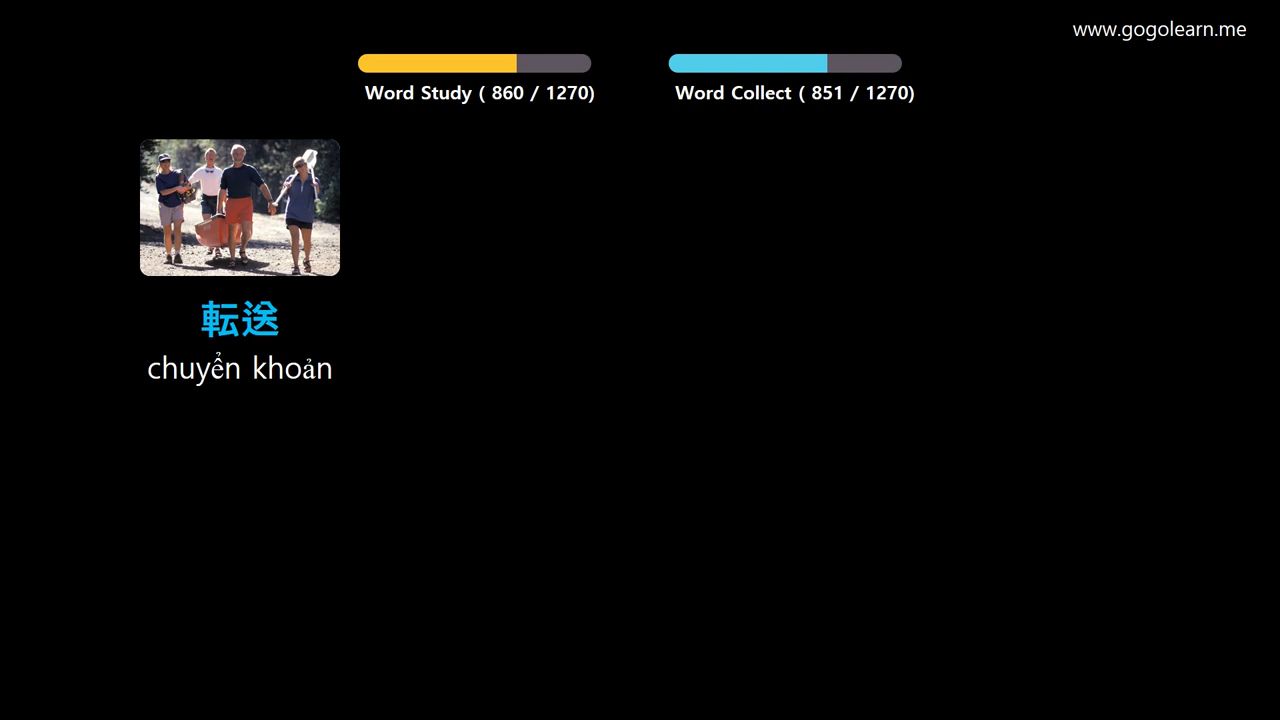 www.gogolearn.me
Word Study ( 860 / 1270)
Word Collect ( 851 / 1270)
転送
chuyển khoản